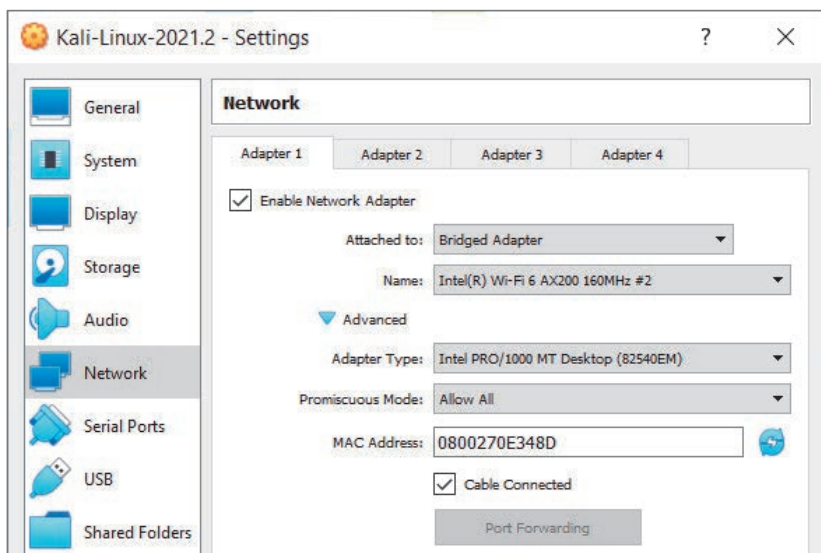 Kali-Linux-2021.2 - Settings ? ×
General
System
Display
Storage
Audio
Network
Serial Ports
USB
Shared Folders
Network
Adapter 1 Adapter 2 Adapter 3 Adapter 4
Enable Network Adapter
Attached to: Bridged Adapter
Name: Intel(R) Wi-Fi 6 AX200 160MHz #2
Advanced
Adapter Type: Intel PRO/1000 MT Desktop (82540EM)
Promiscuous Mode: Allow All
MAC Address: 0800270E348D
Cable Connected
Port Forwarding